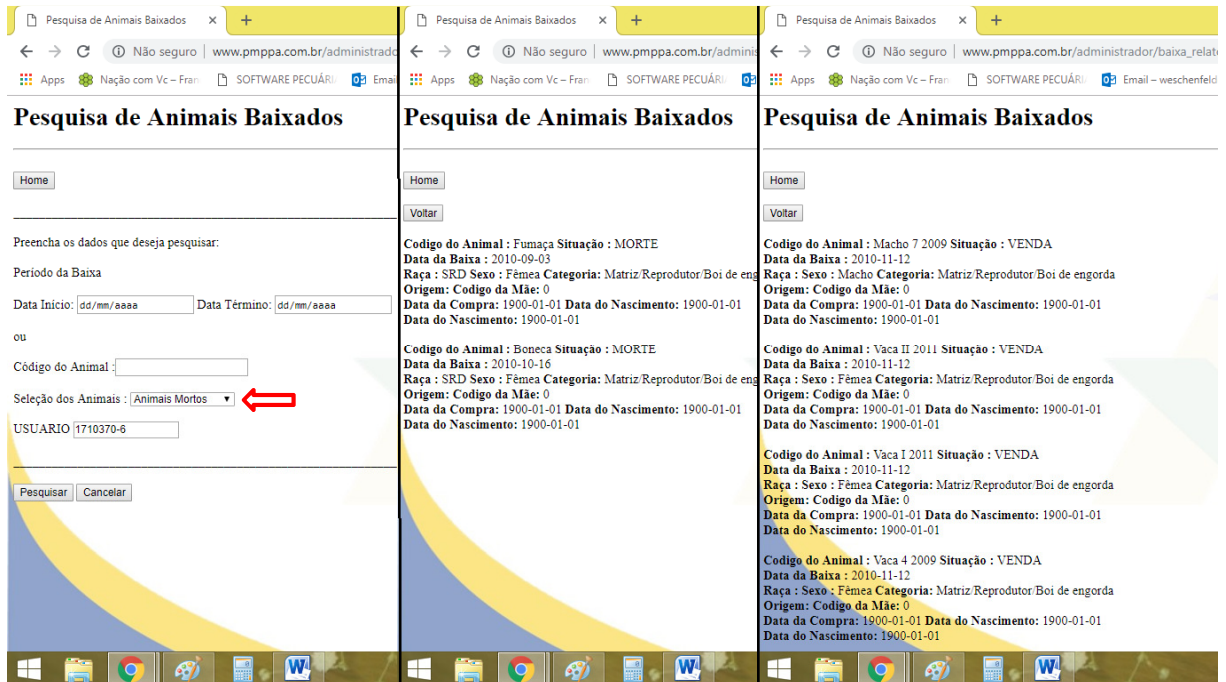 Pesquisa de Animais Baixados
Não seguro | www.pmppa.com.br/administrado
Apps Nação com Vc – Fran SOFTWARE PECUÁRI Emai
Pesquisa de Animais Baixados
Home
Preencha os dados que deseja pesquisar:
Período da Baixa
Data Início: dd/mm/aaaa Data Término: dd/mm/aaaa
ou
Código do Animal :
Seleção dos Animais : Animais Mortos
USUARIO 1710370-6
Pesquisar Cancelar
Pesquisa de Animais Baixados
Não seguro | www.pmppa.com.br/adminis
Apps Nação com Vc – Fran SOFTWARE PECUÁRI
Pesquisa de Animais Baixados
Home
Voltar
Codigo do Animal : Fumaça Situação : MORTE
Data da Baixa : 2010-09-03
Raça : SRD Sexo : Fêmea Categoria: Matriz/Reprodutor/Boi de eng
Origem: Codigo da Mãe: 0
Data da Compra: 1900-01-01 Data do Nascimento: 1900-01-01
Data do Nascimento: 1900-01-01
Codigo do Animal : Boneca Situação : MORTE
Data da Baixa : 2010-10-16
Raça : SRD Sexo : Fêmea Categoria: Matriz/Reprodutor/Boi de eng
Origem: Codigo da Mãe: 0
Data da Compra: 1900-01-01 Data do Nascimento: 1900-01-01
Data do Nascimento: 1900-01-01
Pesquisa de Animais Baixados
Não seguro | www.pmppa.com.br/administrador/baixa_relat
Apps Nação com Vc – Fran SOFTWARE PECUÁRI Email – weschenfeld
Pesquisa de Animais Baixados
Home
Voltar
Codigo do Animal : Macho 7 2009 Situação : VENDA
Data da Baixa : 2010-11-12
Raça : Sexo : Macho Categoria: Matriz/Reprodutor/Boi de engorda
Origem: Codigo da Mãe: 0
Data da Compra: 1900-01-01 Data do Nascimento: 1900-01-01
Data do Nascimento: 1900-01-01
Codigo do Animal : Vaca II 2011 Situação : VENDA
Data da Baixa : 2010-11-12
Raça : Sexo : Fêmea Categoria: Matriz/Reprodutor/Boi de engorda
Origem: Codigo da Mãe: 0
Data da Compra: 1900-01-01 Data do Nascimento: 1900-01-01
Data do Nascimento: 1900-01-01
Codigo do Animal : Vaca I 2011 Situação : VENDA
Data da Baixa : 2010-11-12
Raça : Sexo : Fêmea Categoria: Matriz/Reprodutor/Boi de engorda
Origem: Codigo da Mãe: 0
Data da Compra: 1900-01-01 Data do Nascimento: 1900-01-01
Data do Nascimento: 1900-01-01
Codigo do Animal : Vaca 4 2009 Situação : VENDA
Data da Baixa : 2010-11-12
Raça : Sexo : Fêmea Categoria: Matriz/Reprodutor/Boi de engorda
Origem: Codigo da Mãe: 0
Data da Compra: 1900-01-01 Data do Nascimento: 1900-01-01
Data do Nascimento: 1900-01-01